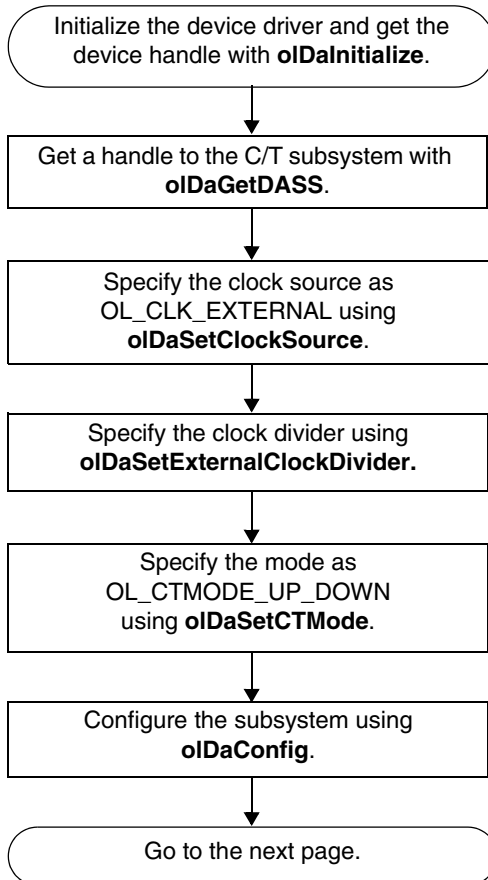 Initialize the device driver and get the
device handle with olDaInitialize.
Get a handle to the C/T subsystem with
olDaGetDASS.
Specify the clock source as
OL_CLK_EXTERNAL using
olDaSetClockSource.
Specify the clock divider using
olDaSetExternalClockDivider.
Specify the mode as
OL_CTMODE_UP_DOWN
using olDaSetCTMode.
Configure the subsystem using
olDaConfig.
Go to the next page.